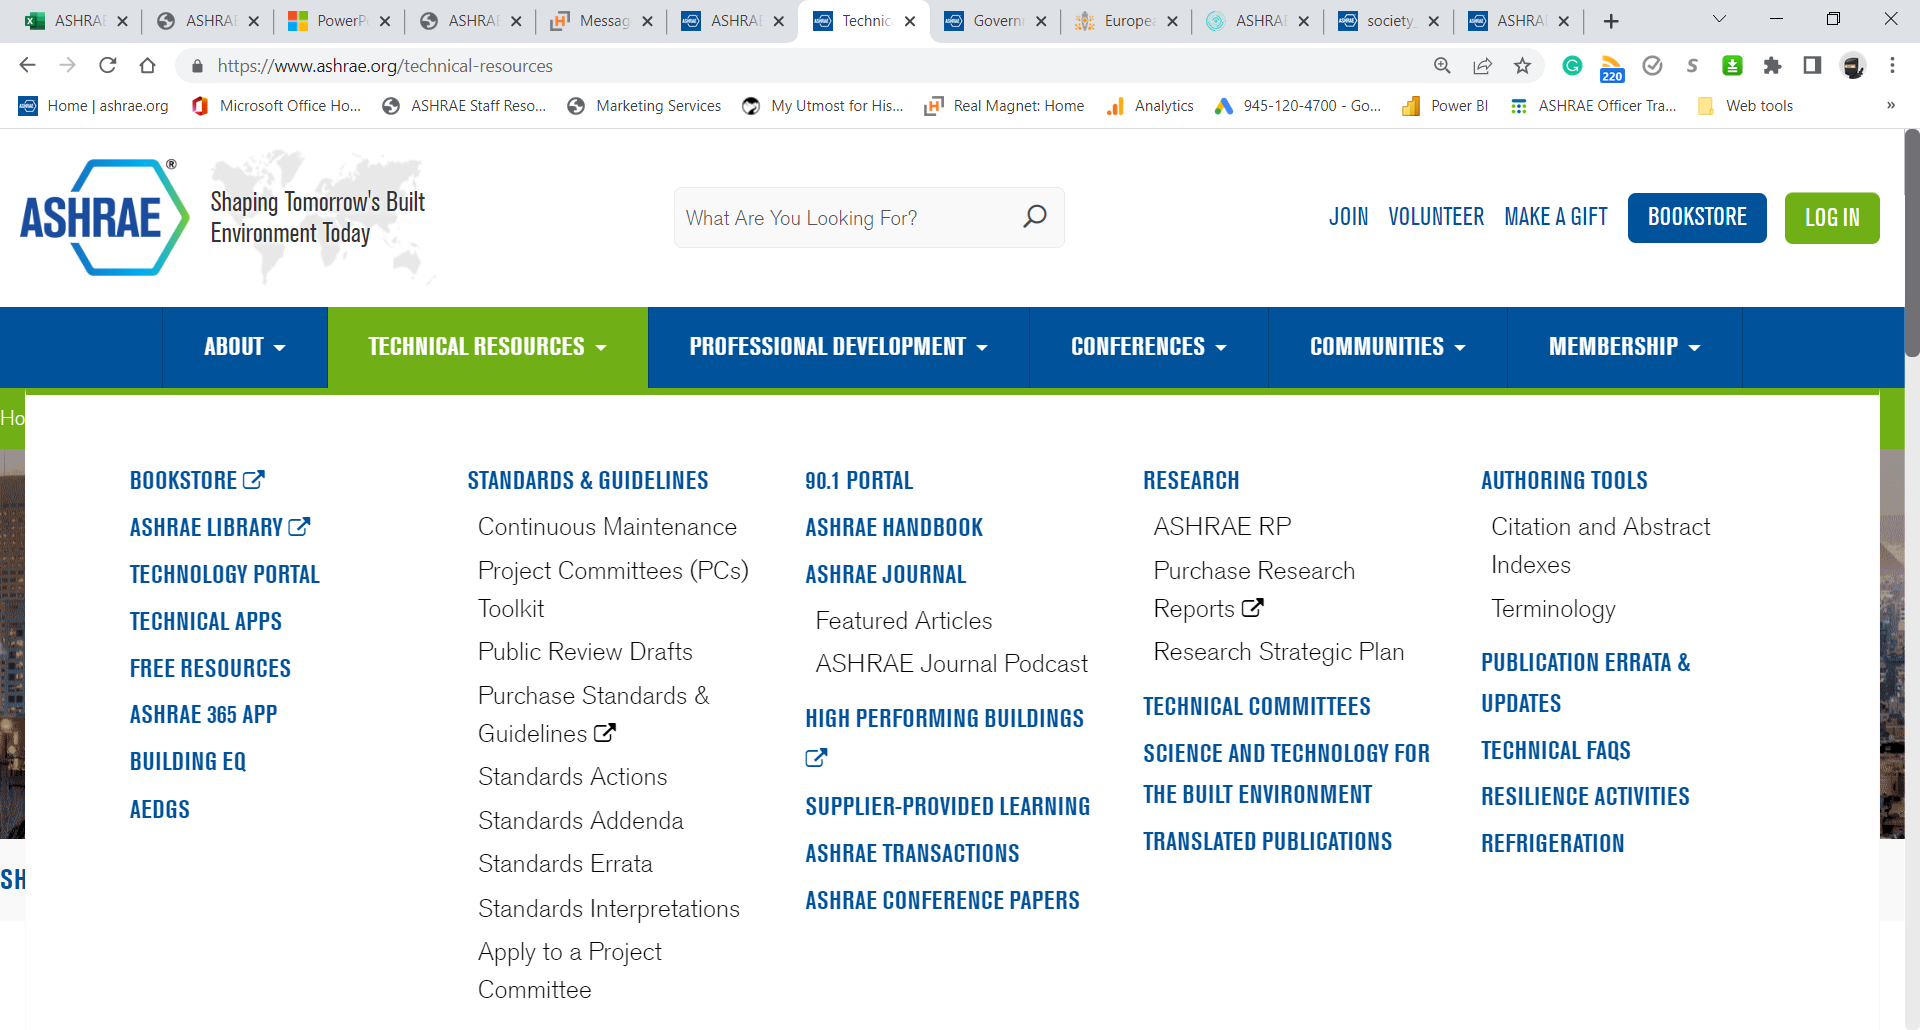 ASHRAE
ASHRAE
PowerP
ASHRAE
Messag
ASHRAE
Technic
Govern
Europea
ASHRAE
society_
ASHRAE
https://www.ashrae.org/technical-resources
220
Home | ashrae.org
Microsoft Office Ho...
ASHRAE Staff Reso...
Marketing Services
My Utmost for His...
Real Magnet: Home
Analytics
945-120-4700 - Go...
Power BI
ASHRAE Officer Tra...
Web tools
»
ASHRAE®
Shaping Tomorrow's Built
Environment Today
What Are You Looking For?
JOIN
VOLUNTEER
MAKE A GIFT
BOOKSTORE
LOG IN
ABOUT
TECHNICAL RESOURCES
PROFESSIONAL DEVELOPMENT
CONFERENCES
COMMUNITIES
MEMBERSHIP
Ho
BOOKSTORE
ASHRAE LIBRARY
TECHNOLOGY PORTAL
TECHNICAL APPS
FREE RESOURCES
ASHRAE 365 APP
BUILDING EQ
AEDGS
SH
STANDARDS & GUIDELINES
Continuous Maintenance
Project Committees (PCs)
Toolkit
Public Review Drafts
Purchase Standards &
Guidelines
Standards Actions
Standards Addenda
Standards Errata
Standards Interpretations
Apply to a Project
Committee
90.1 PORTAL
ASHRAE HANDBOOK
ASHRAE JOURNAL
Featured Articles
ASHRAE Journal Podcast
HIGH PERFORMING BUILDINGS
SUPPLIER-PROVIDED LEARNING
ASHRAE TRANSACTIONS
ASHRAE CONFERENCE PAPERS
RESEARCH
ASHRAE RP
Purchase Research
Reports
Research Strategic Plan
TECHNICAL COMMITTEES
SCIENCE AND TECHNOLOGY FOR
THE BUILT ENVIRONMENT
TRANSLATED PUBLICATIONS
AUTHORING TOOLS
Citation and Abstract
Indexes
Terminology
PUBLICATION ERRATA &
UPDATES
TECHNICAL FAQS
RESILIENCE ACTIVITIES
REFRIGERATION